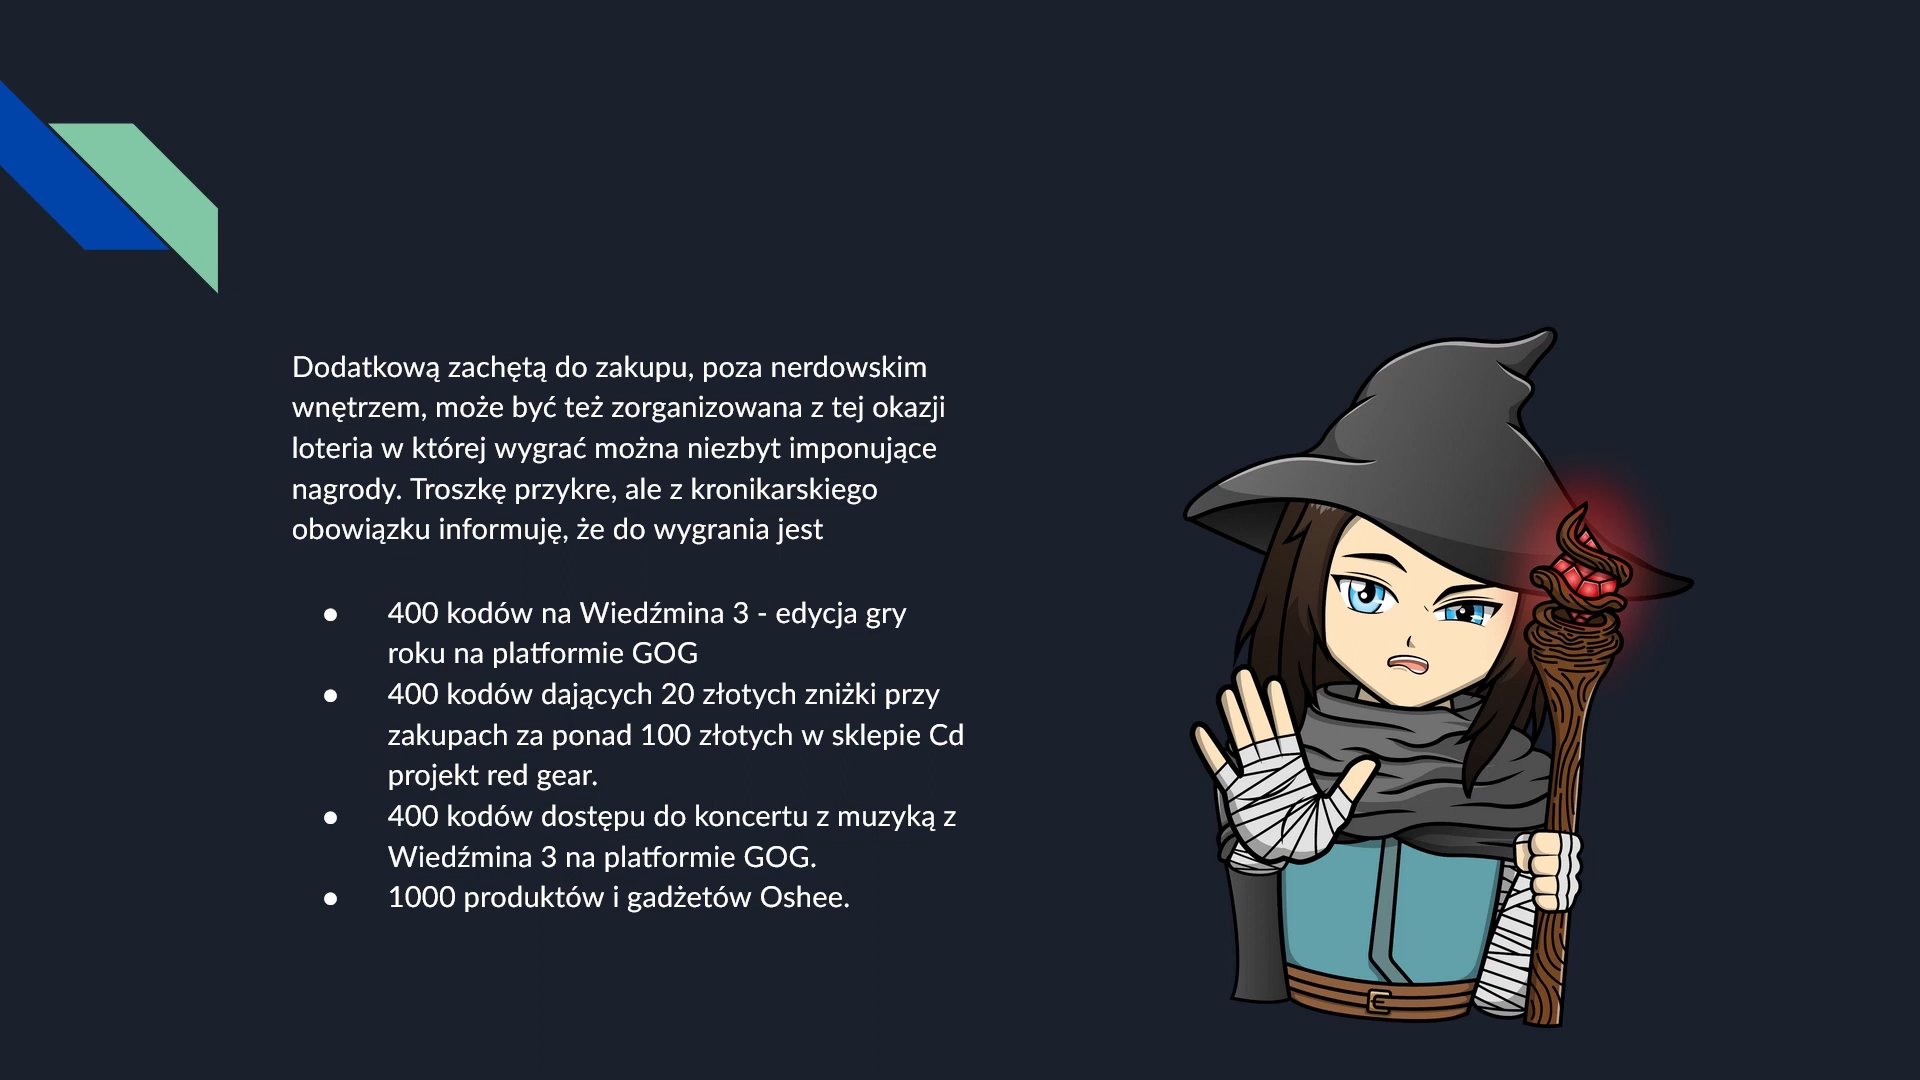 Dodatkową zachętą do zakupu, poza nerdowskim
wnętrzem, może być też zorganizowana z tej okazji
loteria w której wygrać można niezbyt imponujące
nagrody. Troszkę przykre, ale z kronikarskiego
obowiązku informuję, że do wygrania jest
● 400 kodów na Wiedźmina 3 - edycja gry
roku na platformie GOG
● 400 kodów dających 20 złotych zniżki przy
zakupach za ponad 100 złotych w sklepie Cd
projekt red gear.
● 400 kodów dostępu do koncertu z muzyką z
Wiedźmina 3 na platformie GOG.
● 1000 produktów i gadżetów Oshee.